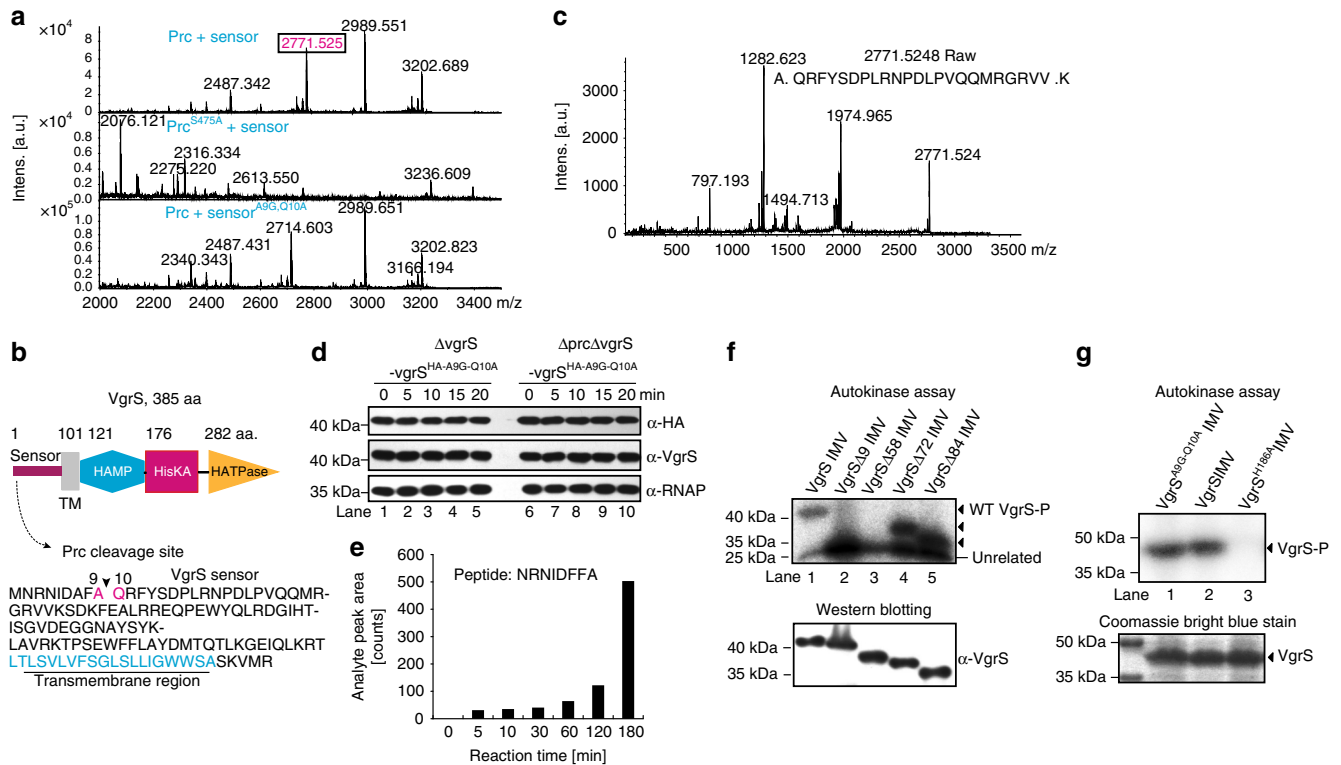 a
×10⁴
Prc + sensor
2771.525
2989.551
3202.689
2487.342
8
6
4
2
0
×10⁴
2076.121
Prc^S475A + sensor
2316.334
2275.220
2613.550
3236.609
0.8
0.6
0.4
0.2
0.0
×10⁵
Prc + sensor^A9G,Q10A
2989.651
2714.603
2487.431
2340.343
3202.823
3166.194
1.0
0.8
0.6
0.4
0.2
0.0
Intens. [a.u.]
2000 2200 2400 2600 2800 3000 3200 3400 m/z
c
1282.623
2771.5248 Raw
A. QRFYSDPLRNPDLPVQQMRGRVV .K
1974.965
2771.524
797.193
1494.713
3000
2000
1000
0
Intens. [a.u.]
500 1000 1500 2000 2500 3000 3500 m/z
b
VgrS, 385 aa
1 101 121 176 282 aa.
Sensor
HAMP HisKA HATPase
TM
Prc cleavage site
9 10 VgrS sensor
MNRNIDAFA QRFYSDPLRNPDLPVQQMR-
GRVVKSDKFEALRREQPEWYQLRDGIHT-
ISGVDEGGNAYSYK-
LAVRKTPSEWFFLAYDMTQTLKGEIQLKRT
LTLSVLVFSGLSLLIGWWSASKVMR
Transmembrane region
d
ΔvgrS ΔprcΔvgrS
-vgrS^HA-A9G-Q10A -vgrS^HA-A9G-Q10A
0 5 10 15 20 0 5 10 15 20 min
40 kDa α-HA
40 kDa α-VgrS
35 kDa α-RNAP
Lane 1 2 3 4 5 6 7 8 9 10
e
Peptide: NRNIDFFA
600
500
400
300
200
100
0
Analyte peak area
[counts]
0 5 10 30 60 120 180
Reaction time [min]
f
Autokinase assay
VgrS IMV
VgrSΔ9 IMV
VgrSΔ58 IMV
VgrSΔ72 IMV
VgrSΔ84 IMV
40 kDa WT VgrS-P
35 kDa
25 kDa Unrelated
Lane 1 2 3 4 5
Western blotting
40 kDa α-VgrS
35 kDa
g
Autokinase assay
VgrS^A9G-Q10A IMV
VgrSIMV
VgrS^H186A IMV
50 kDa VgrS-P
35 kDa
Lane 1 2 3
Coomassie bright blue stain
50 kDa VgrS
35 kDa